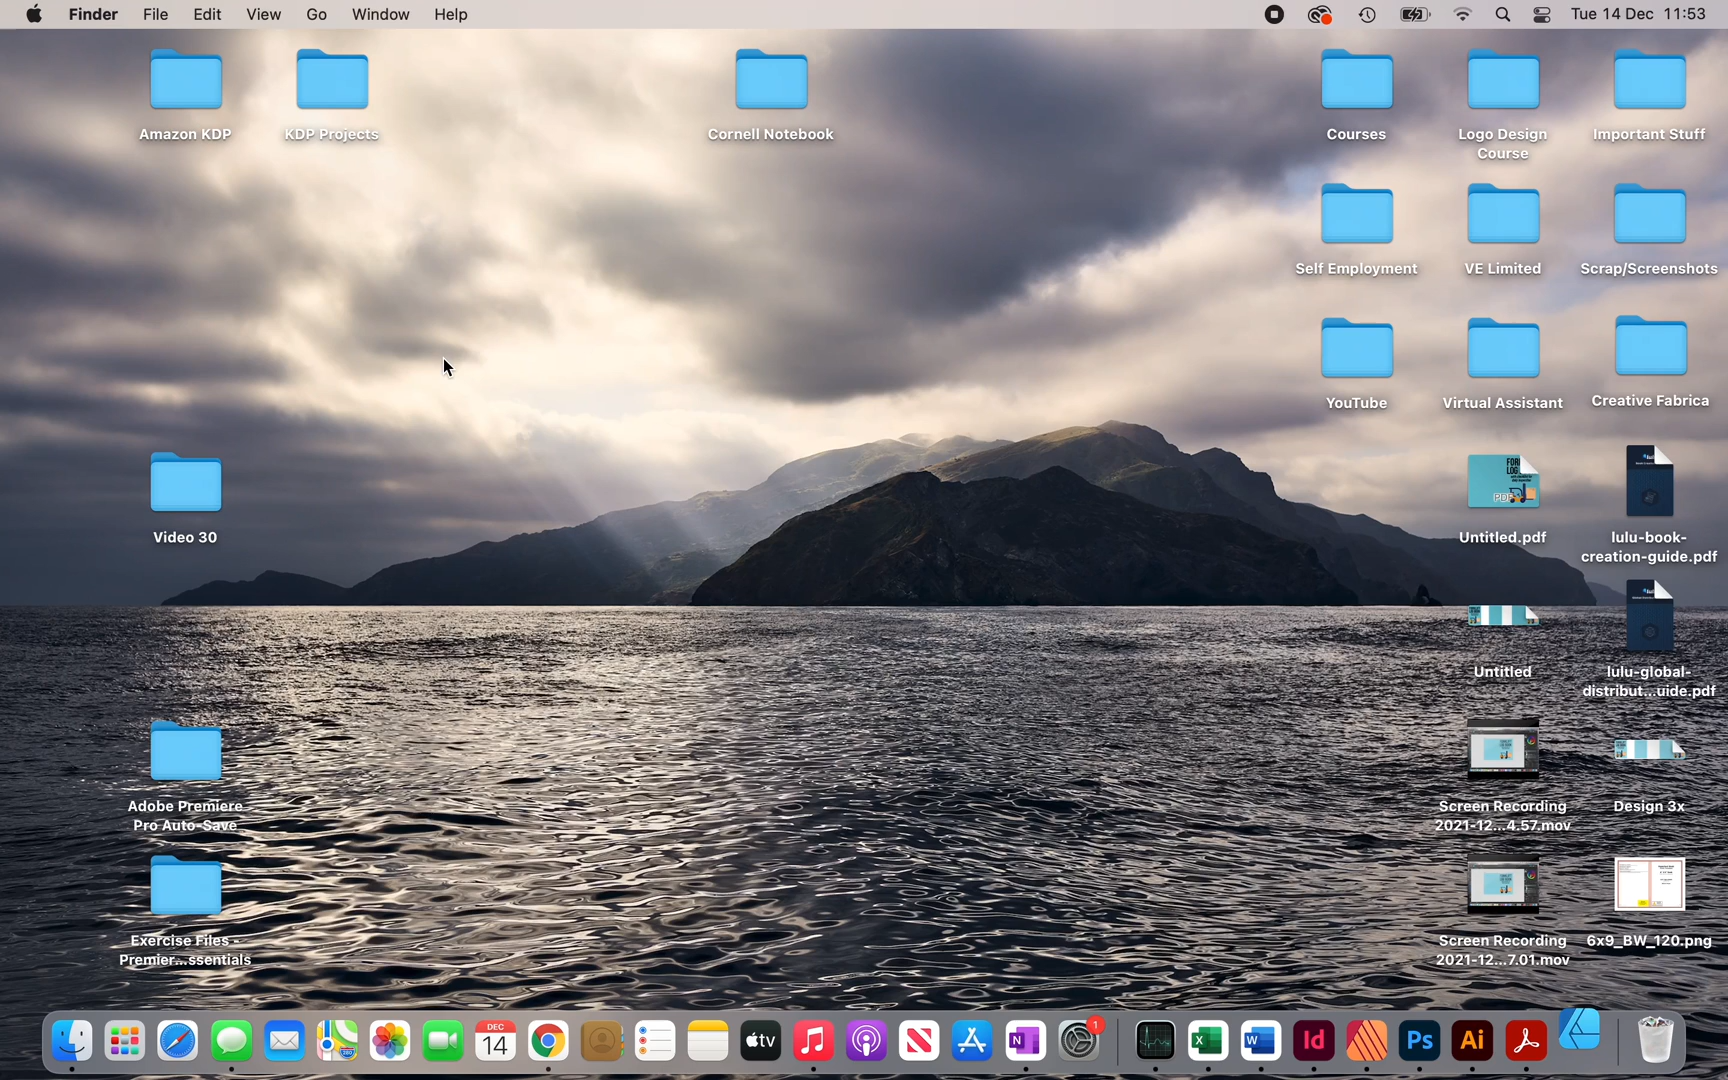 Finder File Edit View Go Window Help Tue 14 Dec 11:53
Amazon KDP
KDP Projects
Cornell Notebook
Courses
Logo Design
Course
Important Stuff
Self Employment
VE Limited
Scrap/Screenshots
YouTube
Virtual Assistant
Creative Fabrica
Video 30
PDF
Untitled.pdf
lulu-book-
creation-guide.pdf
Untitled
lulu-global-
distribut...uide.pdf
Adobe Premiere
Pro Auto-Save
Screen Recording
2021-12...4.57.mov
Design 3x
Exercise Files -
Premier...ssentials
Screen Recording
2021-12...7.01.mov
6x9_BW_120.png
DEC
14
tv
N
1
X
W
Id
Ps
Ai